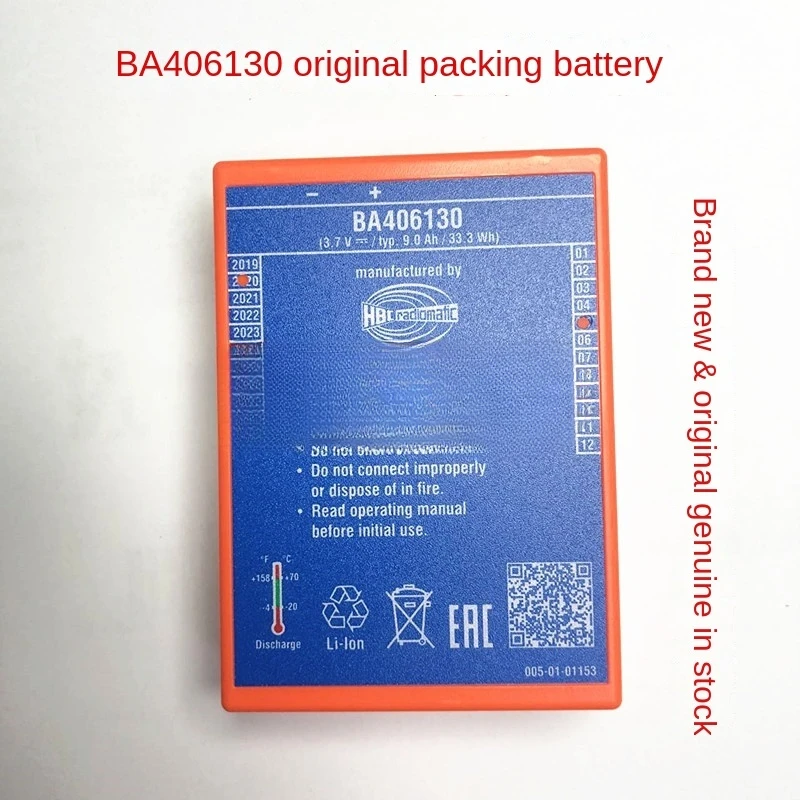 BA406130 original packing battery
Brand new & original genuine in stock
− +
BA406130
(3.7 V ⎓ / typ. 9.0 Ah / 33.3 Wh)
manufactured by
HBC radiomatic
2019
2020
2021
2022
2023
01
02
03
04
06
07
12
• Do not
• Do not connect improperly
or dispose of in fire.
• Read operating manual
before initial use.
°F °C
+158 +70
-4 -20
Discharge
Li-Ion
EAC
005-01-01153